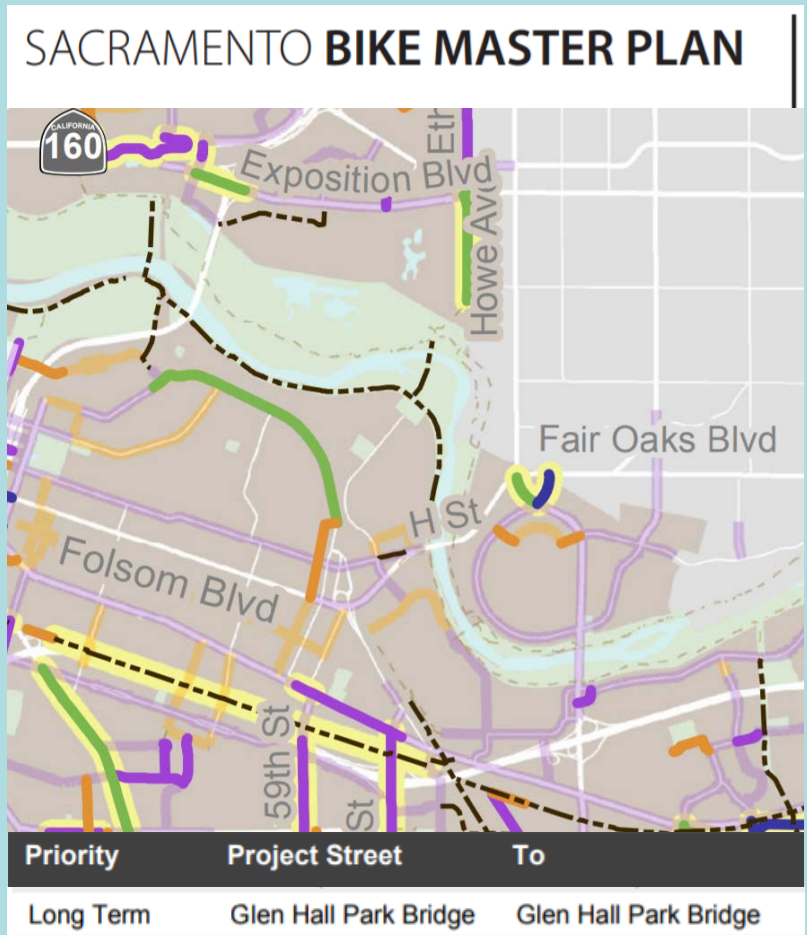 SACRAMENTO BIKE MASTER PLAN
CALIFORNIA
160
Exposition Blvd
Eth
Howe Ave
Fair Oaks Blvd
H St
Folsom Blvd
59th St
St
Priority Project Street To
Long Term Glen Hall Park Bridge Glen Hall Park Bridge